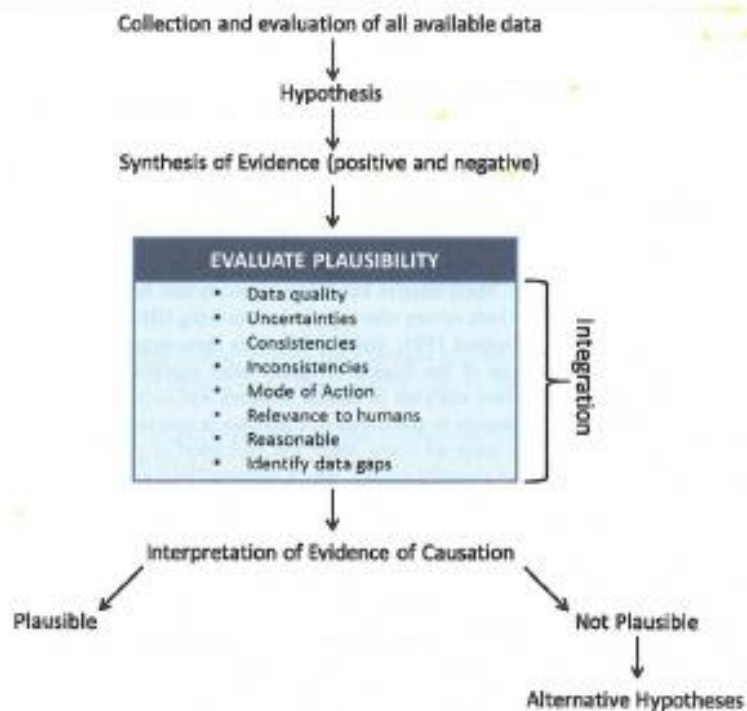 Collection and evaluation of all available data
Hypothesis
Synthesis of Evidence (positive and negative)
EVALUATE PLAUSIBILITY
• Data quality
• Uncertainties
• Consistencies
• Inconsistencies
• Mode of Action
• Relevance to humans
• Reasonable
• Identify data gaps
Integration
Interpretation of Evidence of Causation
Plausible
Not Plausible
Alternative Hypotheses